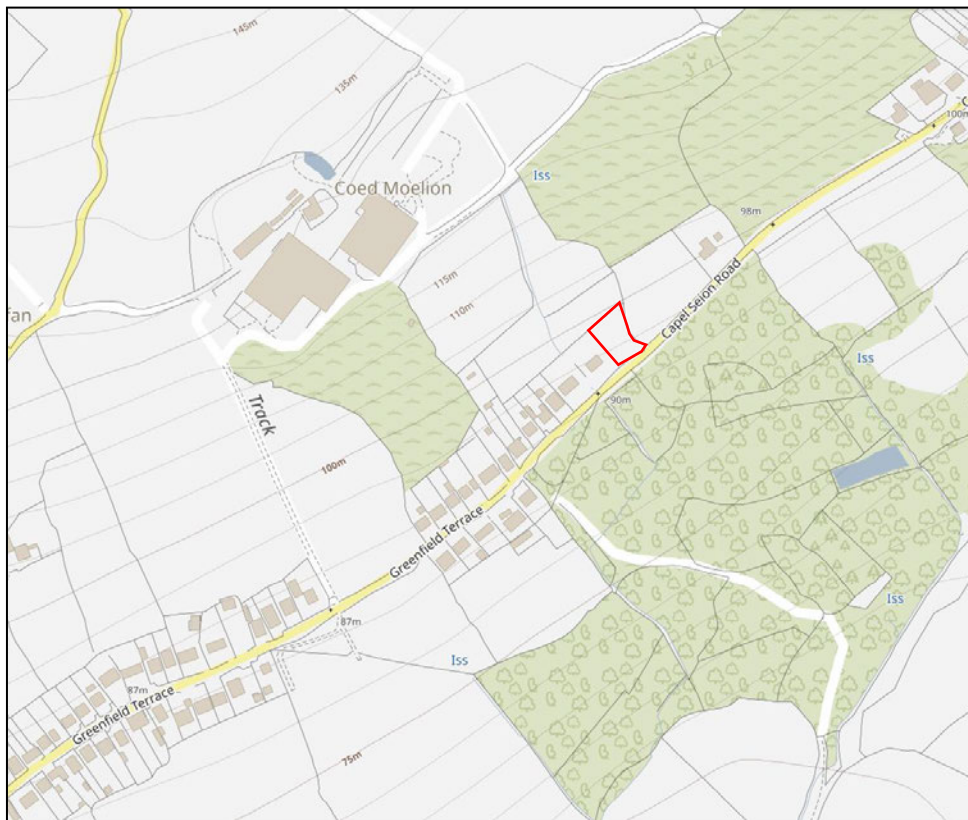 145m
135m
100m
Coed Moelion
Iss
98m
115m
Capel Seion Road
110m
fan
Iss
90m
Track
100m
Greenfield Terrace
Iss
87m
Iss
87m
Greenfield Terrace
75m